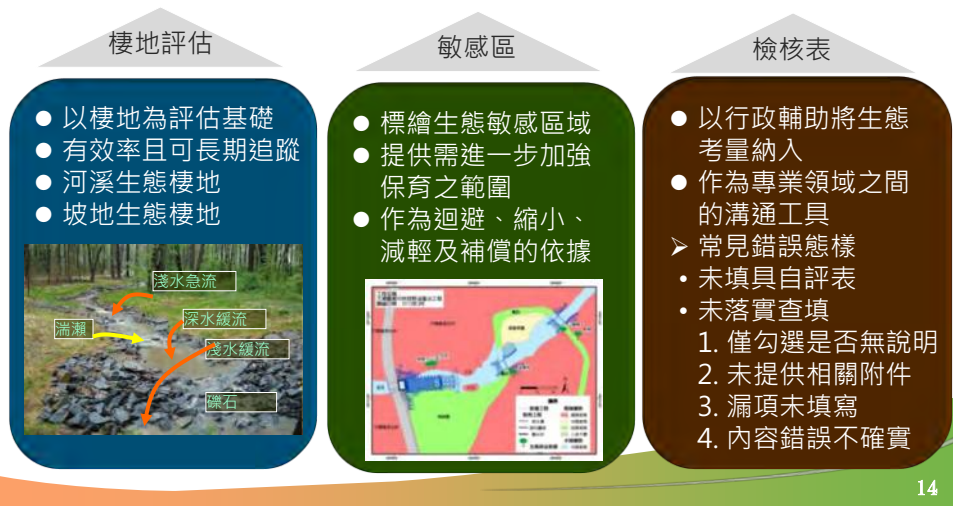 棲地評估
● 以棲地為評估基礎
● 有效率且可長期追蹤
● 河溪生態棲地
● 坡地生態棲地
淺水急流
湍瀨
深水緩流
淺水緩流
礫石
敏感區
● 標繪生態敏感區域
● 提供需進一步加強
保育之範圍
● 作為迴避、縮小、
減輕及補償的依據
檢核表
● 以行政輔助將生態
考量納入
● 作為專業領域之間
的溝通工具
➢ 常見錯誤態樣
• 未填具自評表
• 未落實查填
1. 僅勾選是否無說明
2. 未提供相關附件
3. 漏項未填寫
4. 內容錯誤不確實
14